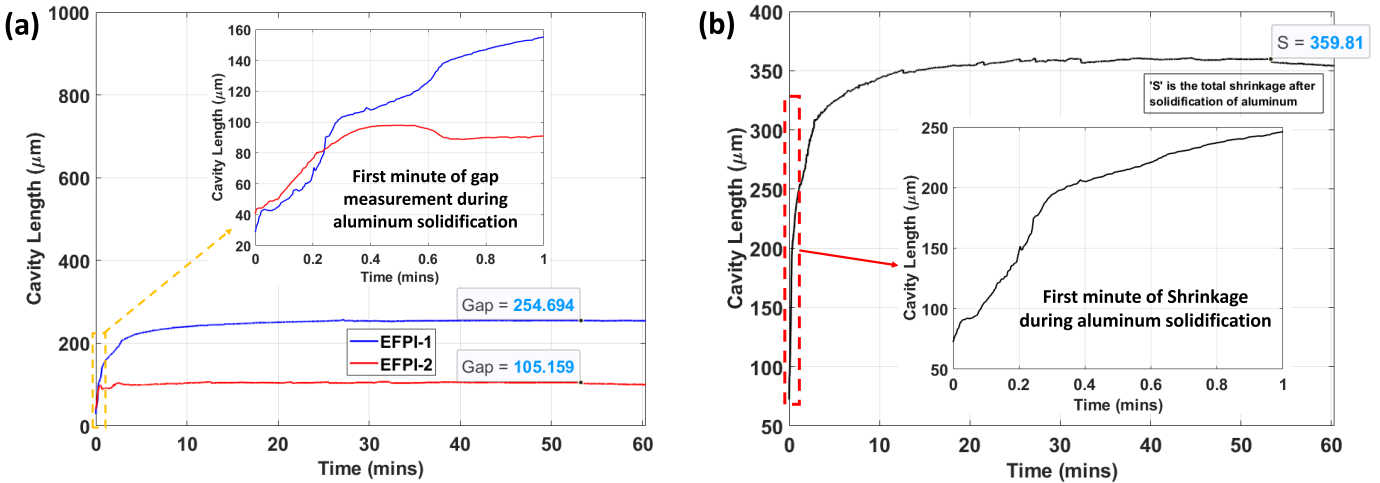 (a)
1000
800
600
400
200
0
Cavity Length (μm)
0 10 20 30 40 50 60
Time (mins)
160
140
120
100
80
60
40
20
Cavity Length (μm)
0 0.2 0.4 0.6 0.8 1
Time (mins)
First minute of gap
measurement during
aluminum solidification
Gap = 254.694
EFPI-1
EFPI-2
Gap = 105.159
(b)
400
350
300
250
200
150
100
50
Cavity Length (μm)
0 10 20 30 40 50 60
Time (mins)
S = 359.81
'S' is the total shrinkage after
solidification of aluminum
250
200
150
100
50
Cavity Length (μm)
0 0.2 0.4 0.6 0.8 1
Time (mins)
First minute of Shrinkage
during aluminum solidification